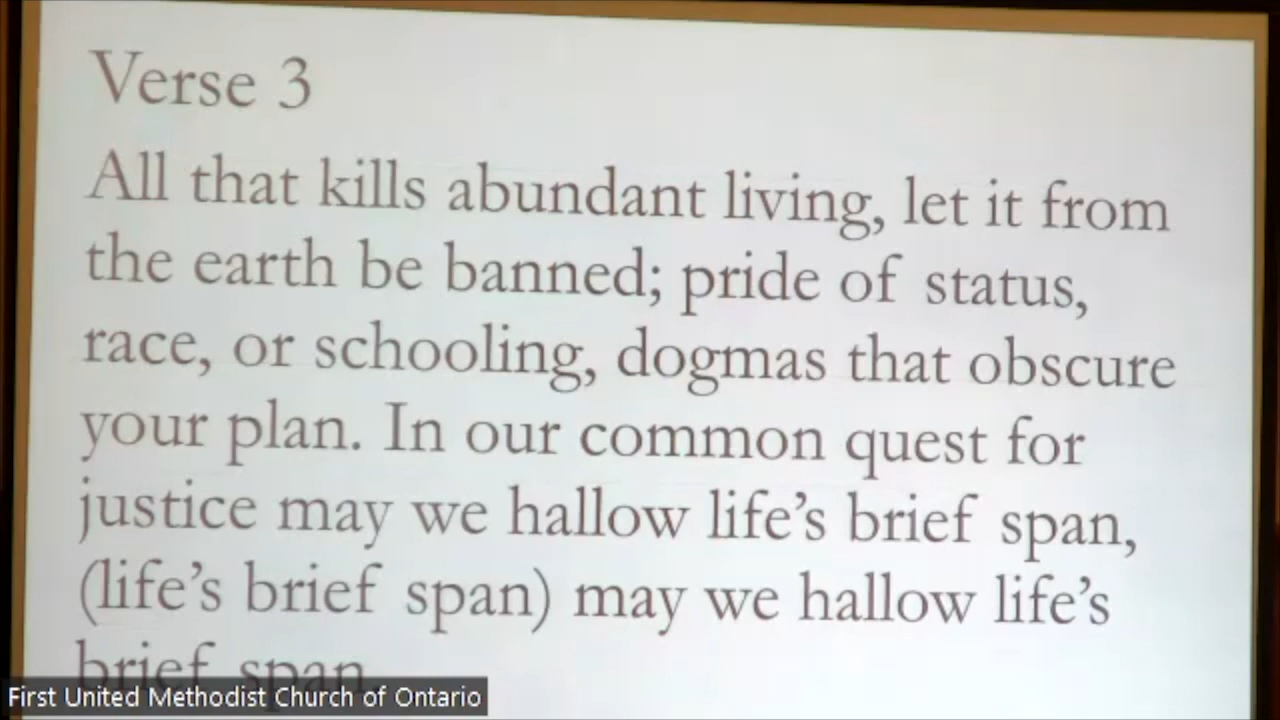 Verse 3
All that kills abundant living, let it from
the earth be banned; pride of status,
race, or schooling, dogmas that obscure
your plan. In our common quest for
justice may we hallow life's brief span,
(life's brief span) may we hallow life's
brief span
First United Methodist Church of Ontario